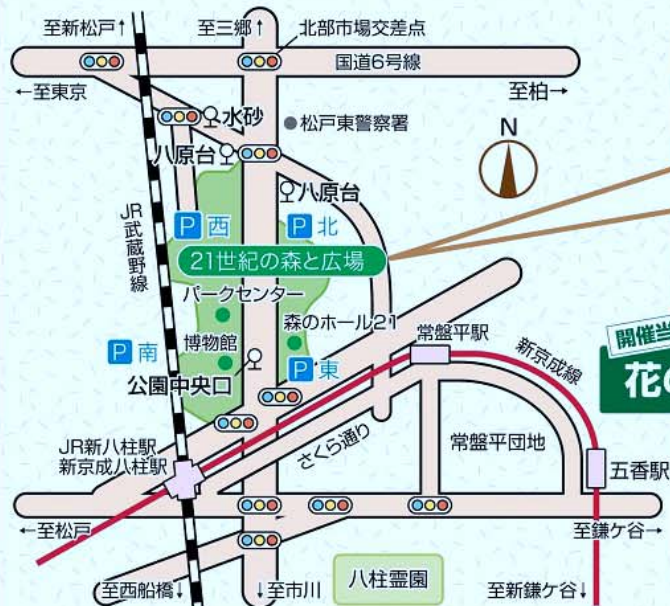 至新松戸↑
至三郷↑
北部市場交差点
国道6号線
←至東京
至柏→
水砂
松戸東警察署
N
八原台
八原台
JR武蔵野線
P西
P北
21世紀の森と広場
パークセンター
森のホール21
常盤平駅
新京成線
開催当
花の
P南
博物館
P東
公園中央口
さくら通り
常盤平団地
JR新八柱駅
新京成八柱駅
五香駅
←至松戸
至鎌ケ谷→
八柱霊園
至西船橋↓
↓至市川
至新鎌ケ谷↓